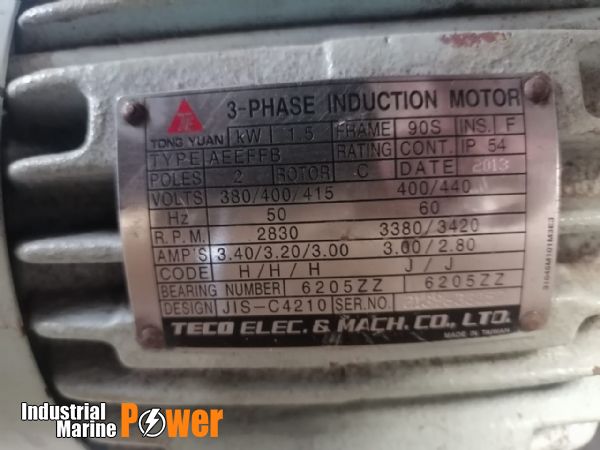 3-PHASE INDUCTION MOTOR
TONG YUAN kW 1.5 FRAME 90S INS. F
TYPE AEEFFB RATING CONT. IP 54
POLES 2 ROTOR C DATE 2013
VOLTS 380/400/415 400/440
Hz 50 60
R.P.M. 2830 3380/3420
AMP'S 3.40/3.20/3.00 3.00/2.80
CODE H/H/H J/J
BEARING NUMBER 6205ZZ 6205ZZ
DESIGN JIS-C4210 SER.NO.
TECO ELEC. & MACH. CO., LTD.
MADE IN TAIWAN
Industrial
Marine Power